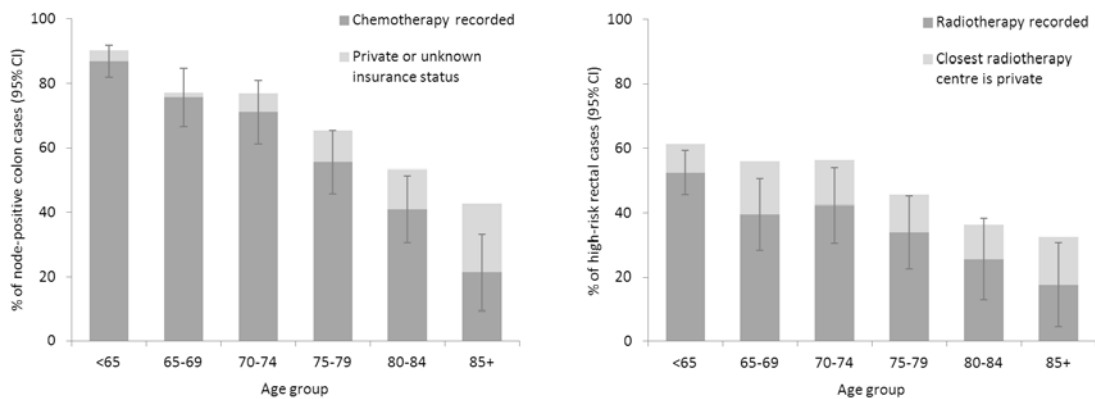 % of node-positive colon cases (95% CI)
100
80
60
40
20
0
Chemotherapy recorded
Private or unknown
insurance status
<65
65-69
70-74
75-79
80-84
85+
Age group
% of high-risk rectal cases (95% CI)
100
80
60
40
20
0
Radiotherapy recorded
Closest radiotherapy
centre is private
<65
65-69
70-74
75-79
80-84
85+
Age group